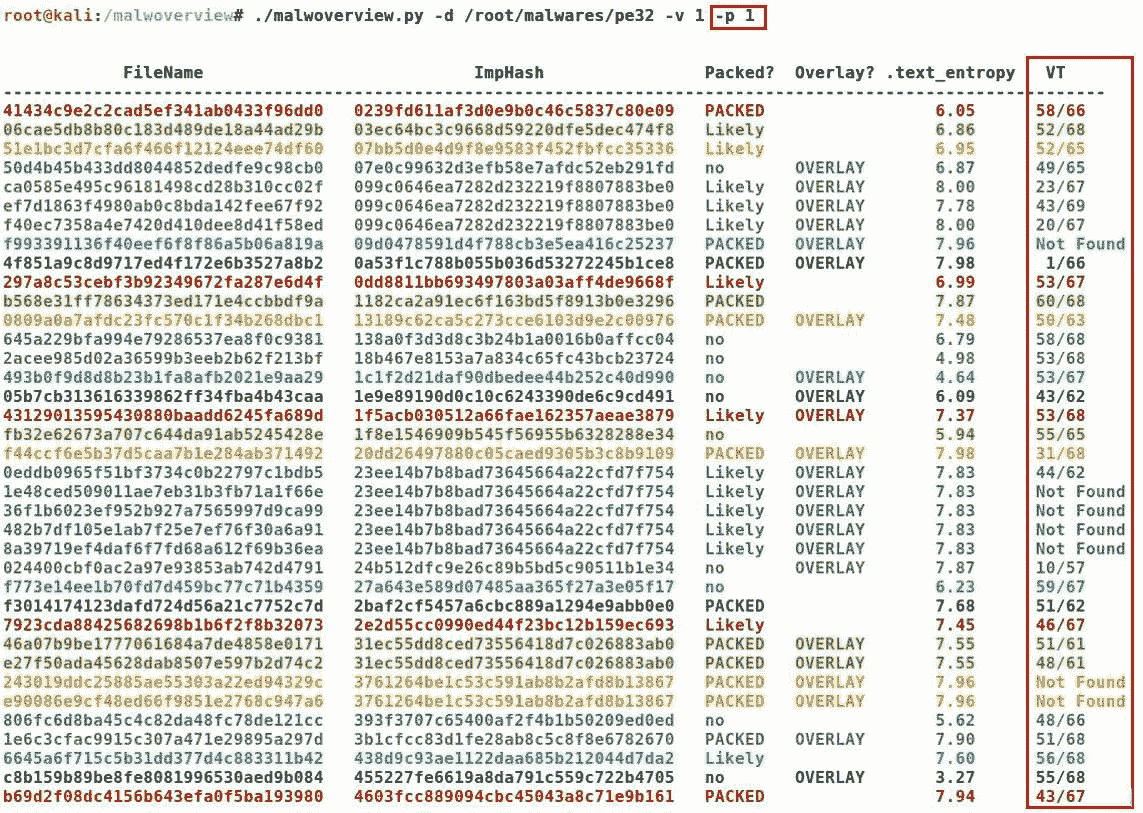 root@kali:/malwoverview# ./malwoverview.py -d /root/malwares/pe32 -v 1 -p 1
FileName ImpHash Packed? Overlay? .text_entropy VT
41434c9e2c2cad5ef341ab0433f96dd0 0239fd611af3d0e9b0c46c5837c80e09 PACKED 6.05 58/66
06cae5db8b80c183d489de18a44ad29b 03ec64bc3c9668d59220dfe5dec474f8 Likely 6.86 52/68
51e1bc3d7cfa6f466f12124eee74df60 07bb5d0e4d9f8e9583f452fbfcc35336 Likely 6.95 52/65
50d4b45b433dd8044852dedfe9c98cb0 07e0c99632d3efb58e7afdc52eb291fd no OVERLAY 6.87 49/65
ca0585e495c96181498cd28b310cc02f 099c0646ea7282d232219f8807883be0 Likely OVERLAY 8.00 23/67
ef7d1863f4980ab0c8bda142fee67f92 099c0646ea7282d232219f8807883be0 Likely OVERLAY 7.78 43/69
f40ec7358a4e7420d410dee8d41f58ed 099c0646ea7282d232219f8807883be0 Likely OVERLAY 8.00 20/67
f993391136f40eef6f8f86a5b06a819a 09d0478591d4f788cb3e5ea416c25237 PACKED OVERLAY 7.96 Not Found
4f851a9c8d9717ed4f172e6b3527a8b2 0a53f1c788b055b036d53272245b1ce8 PACKED OVERLAY 7.98 1/66
297a8c53cebf3b92349672fa287e6d4f 0dd8811bb693497803a03aff4de9668f Likely 6.99 53/67
b568e31ff78634373ed171e4ccbbdf9a 1182ca2a91ec6f163bd5f8913b0e3296 PACKED 7.87 60/68
0809a0a7afdc23fc570c1f34b268dbc1 13189c62ca5c273cce6103d9e2c00976 PACKED OVERLAY 7.48 50/63
645a229bfa994e79286537ea8f0c9381 138a0f3d3d8c3b24b1a0016b0affcc04 no 6.79 58/68
2acee985d02a36599b3eeb2b62f213bf 18b467e8153a7a834c65fc43bcb23724 no 4.98 53/68
493b0f9d8d8b23b1fa8afb2021e9aa29 1c1f2d21daf90dbedee44b252c40d990 no OVERLAY 4.64 53/67
05b7cb313616339862ff34fba4b43caa 1e9e89190d0c10c6243390de6c9cd491 no OVERLAY 6.09 43/62
43129013595430880baadd6245fa689d 1f5acb030512a66fae162357aeae3879 Likely OVERLAY 7.37 53/68
fb32e62673a707c644da91ab5245428e 1f8e1546909b545f56955b6328288e34 no 5.94 55/65
f44ccf6e5b37d5caa7b1e284ab371492 20dd26497880c05caed9305b3c8b9109 PACKED OVERLAY 7.98 31/68
0eddb0965f51bf3734c0b22797c1bdb5 23ee14b7b8bad73645664a22cfd7f754 Likely OVERLAY 7.83 44/62
1e48ced509011ae7eb31b3fb71a1f66e 23ee14b7b8bad73645664a22cfd7f754 Likely OVERLAY 7.83 Not Found
36f1b6023ef952b927a7565997d9ca99 23ee14b7b8bad73645664a22cfd7f754 Likely OVERLAY 7.83 Not Found
482b7df105e1ab7f25e7ef76f30a6a91 23ee14b7b8bad73645664a22cfd7f754 Likely OVERLAY 7.83 Not Found
8a39719ef4daf6f7fd68a612f69b36ea 23ee14b7b8bad73645664a22cfd7f754 Likely OVERLAY 7.83 Not Found
024400cbf0ac2a97e93853ab742d4791 24b512dfc9e26c89b5bd5c90511b1e34 no OVERLAY 7.87 10/57
f773e14ee1b70fd7d459bc77c71b4359 27a643e589d07485aa365f27a3e05f17 no 6.23 59/67
f3014174123dafd724d56a21c7752c7d 2baf2cf5457a6cbc889a1294e9abb0e0 PACKED 7.68 51/62
7923cda88425682698b1b6f2f8b32073 2e2d55cc0990ed44f23bc12b159ec693 Likely 7.45 46/67
46a07b9be1777061684a7de4858e0171 31ec55dd8ced73556418d7c026883ab0 PACKED OVERLAY 7.55 51/61
e27f50ada45628dab8507e597b2d74c2 31ec55dd8ced73556418d7c026883ab0 PACKED OVERLAY 7.55 48/61
243019ddc25885ae55303a22ed94329c 3761264be1c53c591ab8b2afd8b13867 PACKED OVERLAY 7.96 Not Found
e90086e9cf48ed66f9851e2768c947a6 3761264be1c53c591ab8b2afd8b13867 PACKED OVERLAY 7.96 Not Found
806fc6d8ba45c4c82da48fc78de121cc 393f3707c65400af2f4b1b50209ed0ed no 5.62 48/66
1e6c3cfac9915c307a471e29895a297d 3b1cfcc83d1fe28ab8c5c8f8e6782670 PACKED OVERLAY 7.90 51/68
6645a6f715c5b31dd377d4c883311b42 438d9c93ae1122daa685b212044d7da2 Likely 7.60 56/68
c8b159b89be8fe8081996530aed9b084 455227fe6619a8da791c559c722b4705 no OVERLAY 3.27 55/68
b69d2f08dc4156b643efa0f5ba193980 4603fcc889094cbc45043a8c71e9b161 PACKED 7.94 43/67